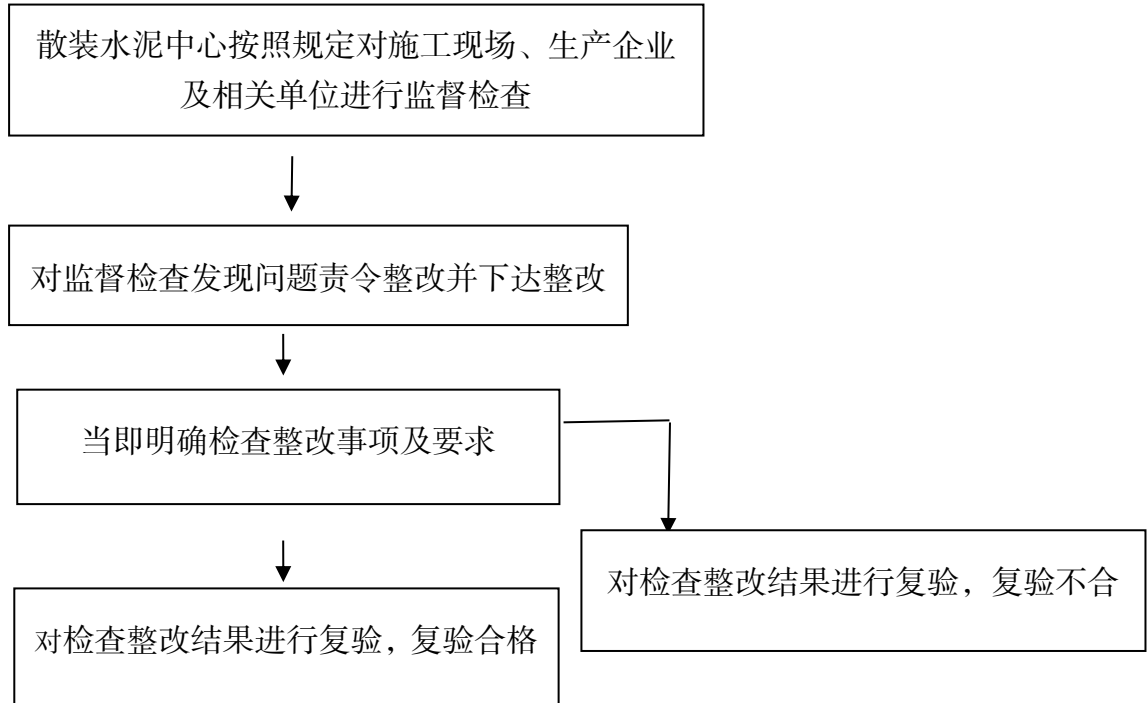 散装水泥中心按照规定对施工现场、生产企业
及相关单位进行监督检查
对监督检查发现问题责令整改并下达整改
当即明确检查整改事项及要求
对检查整改结果进行复验，复验不合
对检查整改结果进行复验，复验合格